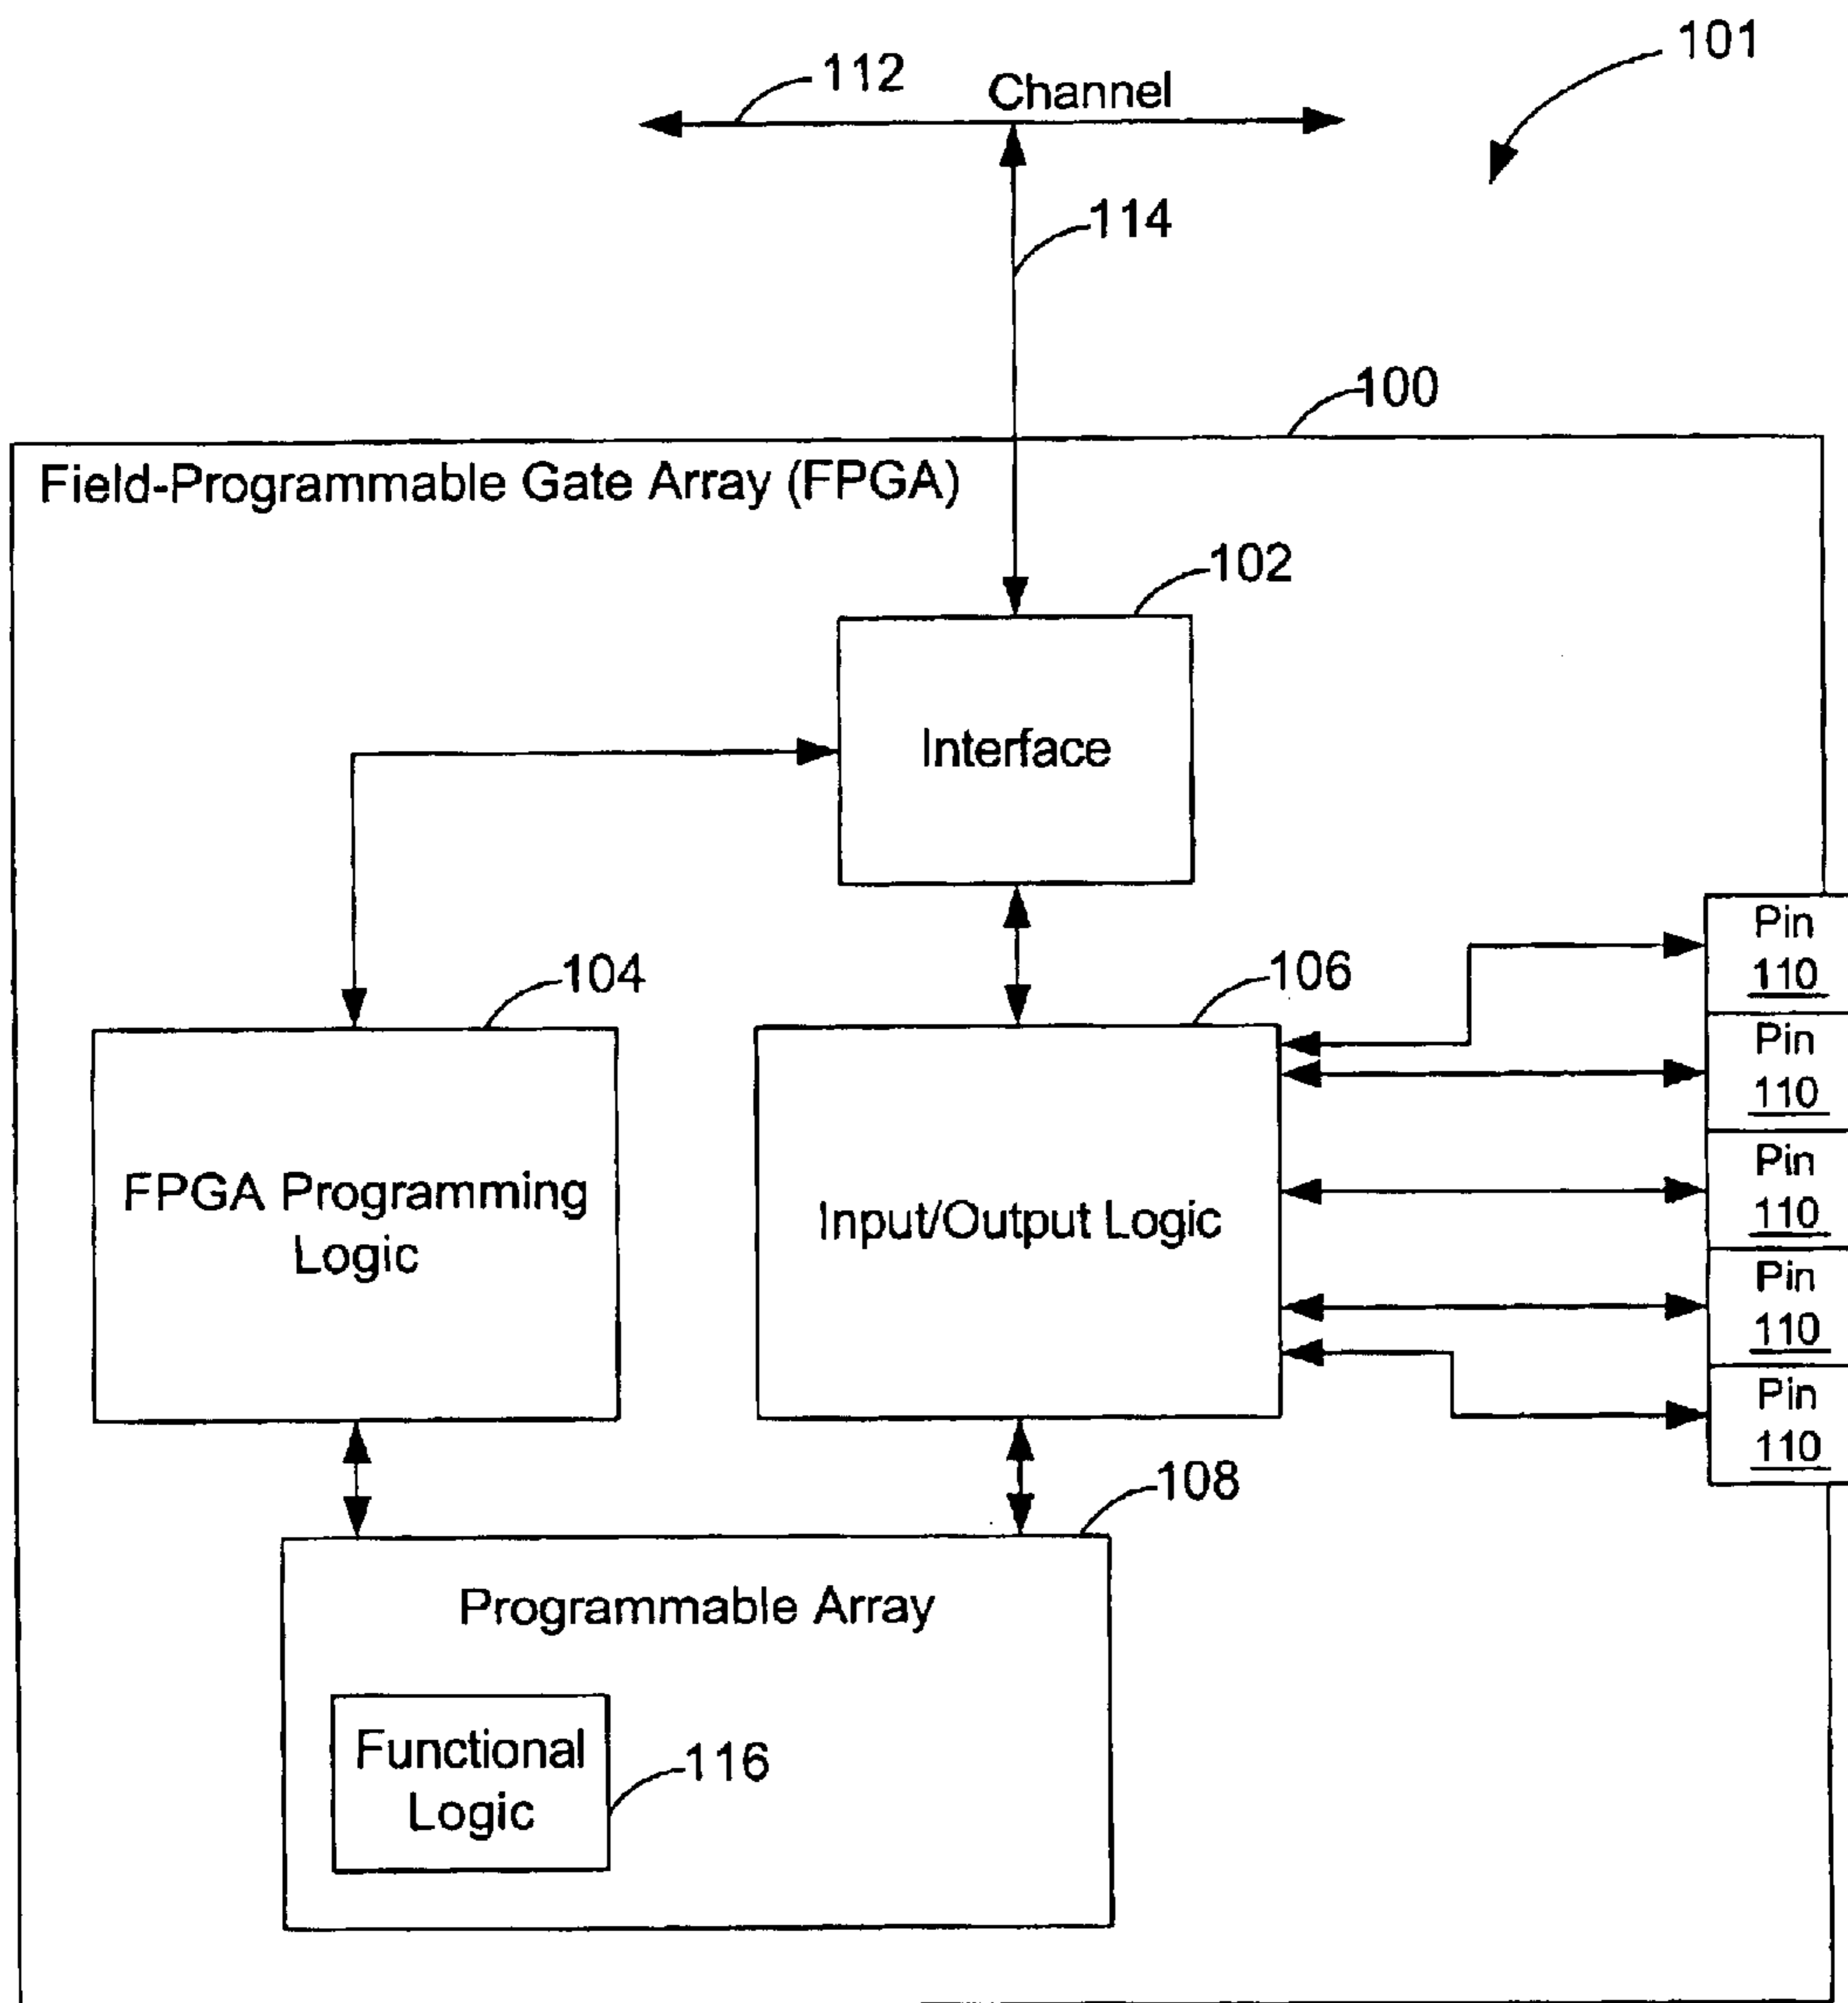 101
112
Channel
114
100
Field-Programmable Gate Array (FPGA)
102
Interface
104
106
FPGA Programming
Logic
Input/Output Logic
Pin
110
Pin
110
Pin
110
Pin
110
Pin
110
108
Programmable Array
Functional
Logic
116